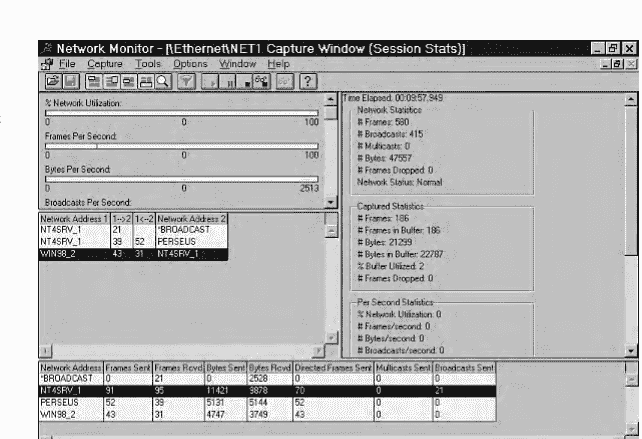 Network Monitor - [\Ethernet\NET1 Capture Window (Session Stats)]
File Capture Tools Options Window Help
% Network Utilization:
0 0 100
Frames Per Second:
0 0 100
Bytes Per Second:
0 0 2513
Broadcasts Per Second:
Network Address 1 1-->2 1<--2 Network Address 2
NT4SRV_1 21 *BROADCAST
NT4SRV_1 39 52 PERSEUS
WIN98_2 43 31 NT4SRV_1
Time Elapsed: 00:09:57.949
Network Statistics
# Frames: 580
# Broadcasts: 415
# Multicasts: 0
# Bytes: 47557
# Frames Dropped: 0
Network Status: Normal
Captured Statistics
# Frames: 186
# Frames in Buffer: 186
# Bytes: 21299
# Bytes in Buffer: 22787
% Buffer Utilized: 2
# Frames Dropped: 0
Per Second Statistics
% Network Utilization: 0
# Frames/second: 0
# Bytes/second: 0
# Broadcasts/second: 0
Network Address Frames Sent Frames Rcvd Bytes Sent Bytes Rcvd Directed Frames Sent Multicasts Sent Broadcasts Sent
*BROADCAST 0 21 0 2528 0 0 0
NT4SRV_1 91 95 11421 9878 70 0 21
PERSEUS 52 39 5131 5144 52 0 0
WIN98_2 43 31 4747 3749 43 0 0